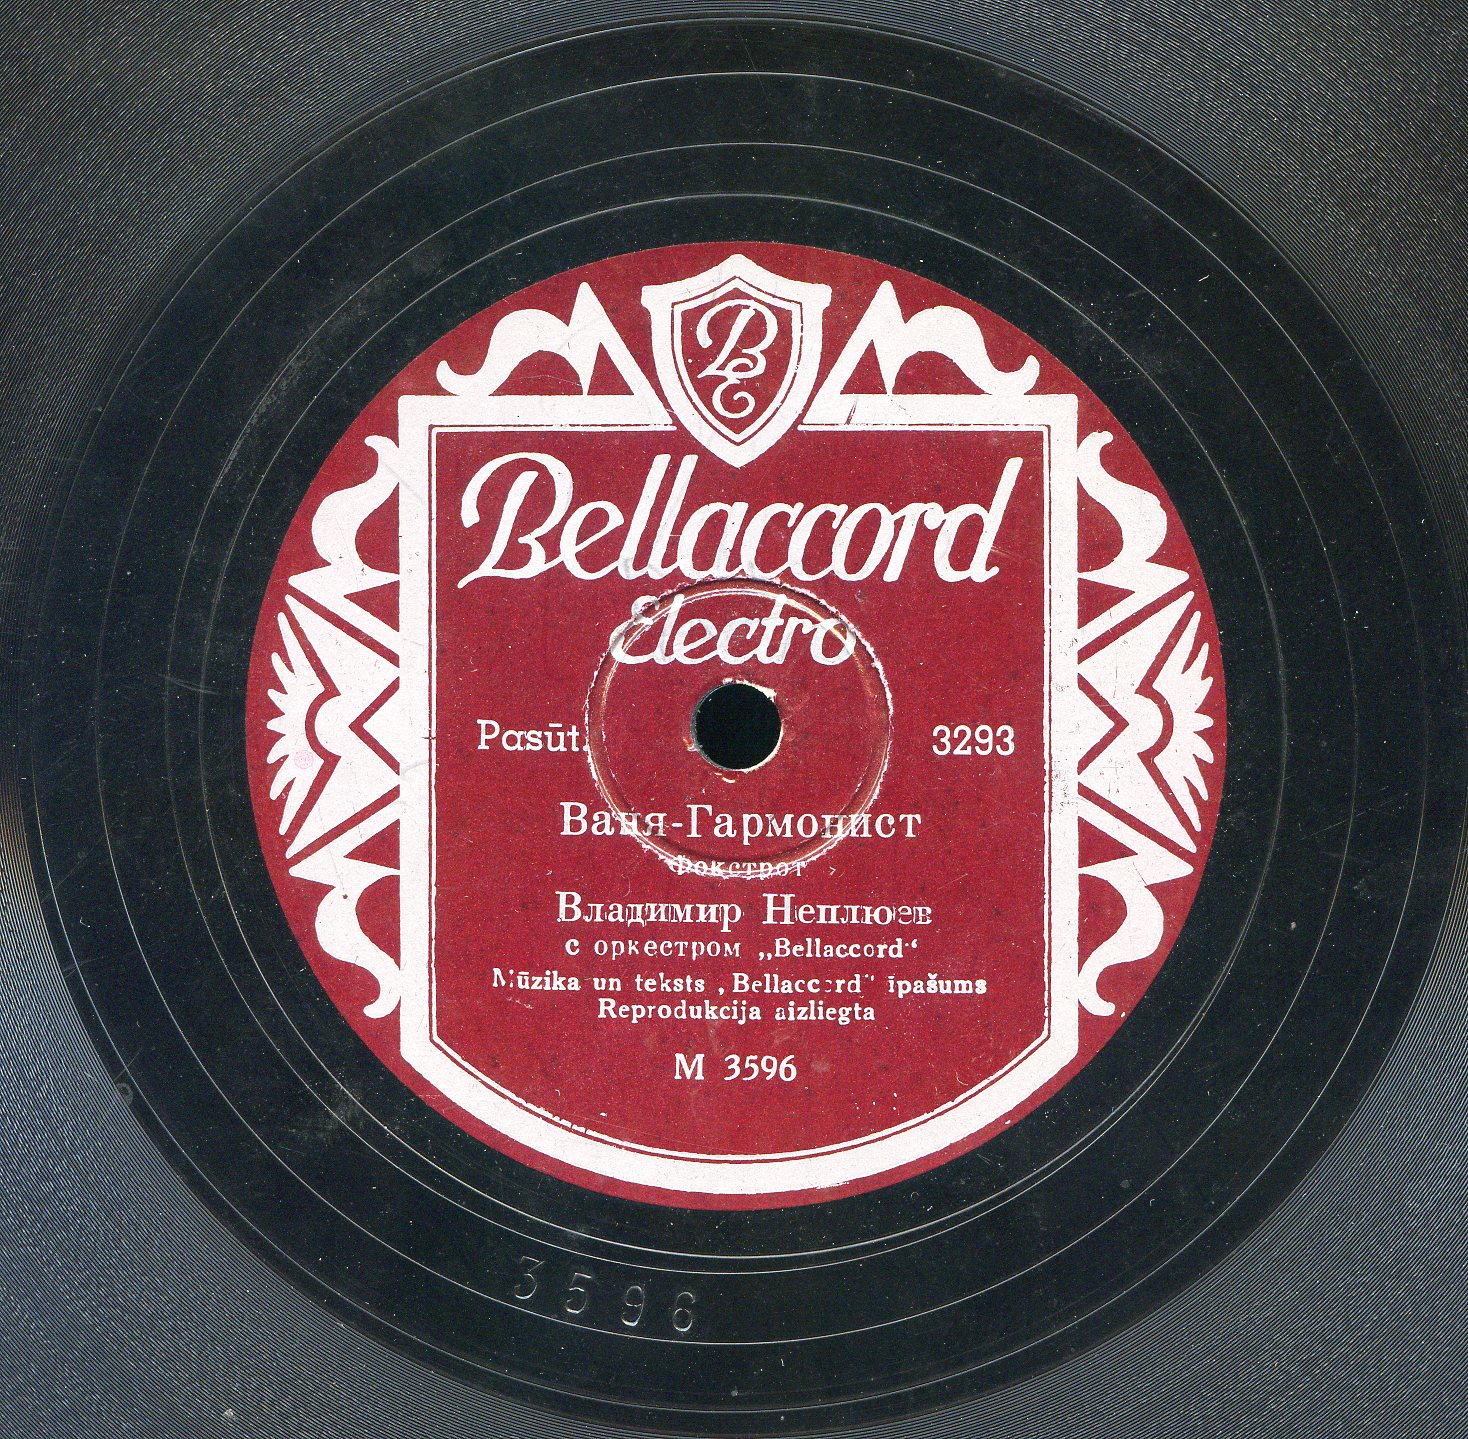 BE
Bellaccord
Electro
Pasūt. 3293
Ваня-Гармонист
Фокстрот
Владимир Неплюев
с оркестром „Bellaccord“
Mūzika un teksts „Bellaccord“ īpašums
Reprodukcija aizliegta
M 3596
3596